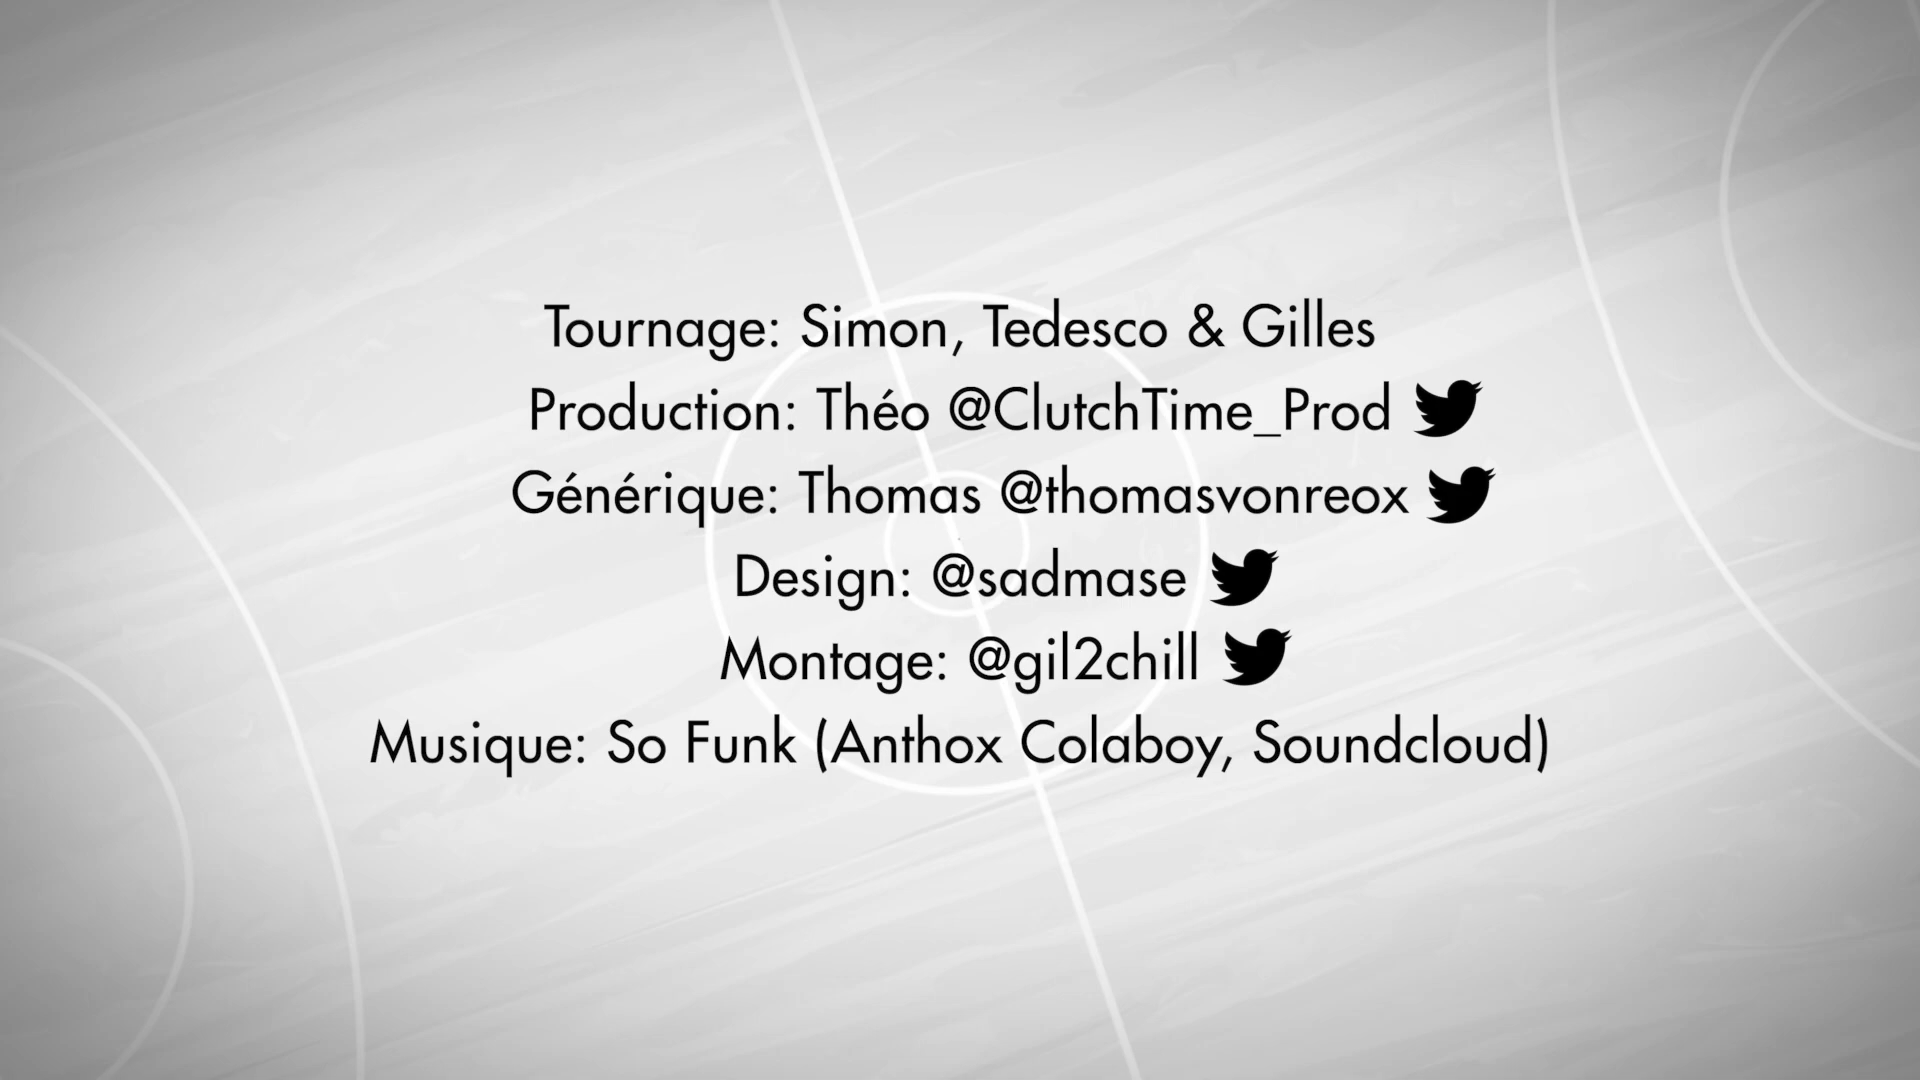 Tournage: Simon, Tedesco & Gilles
Production: Théo @ClutchTime_Prod
Générique: Thomas @thomasvonreox
Design: @sadmase
Montage: @gil2chill
Musique: So Funk (Anthox Colaboy, Soundcloud)